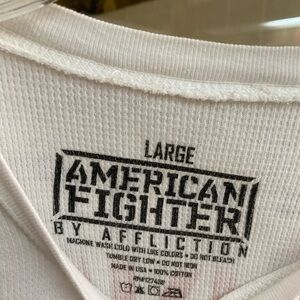 LARGE
AMERICAN
FIGHTER
BY AFFLICTION
MACHINE WASH COLD WITH LIKE COLORS • DO NOT BLEACH
TUMBLE DRY LOW • DO NOT IRON
MADE IN USA • 100% COTTON